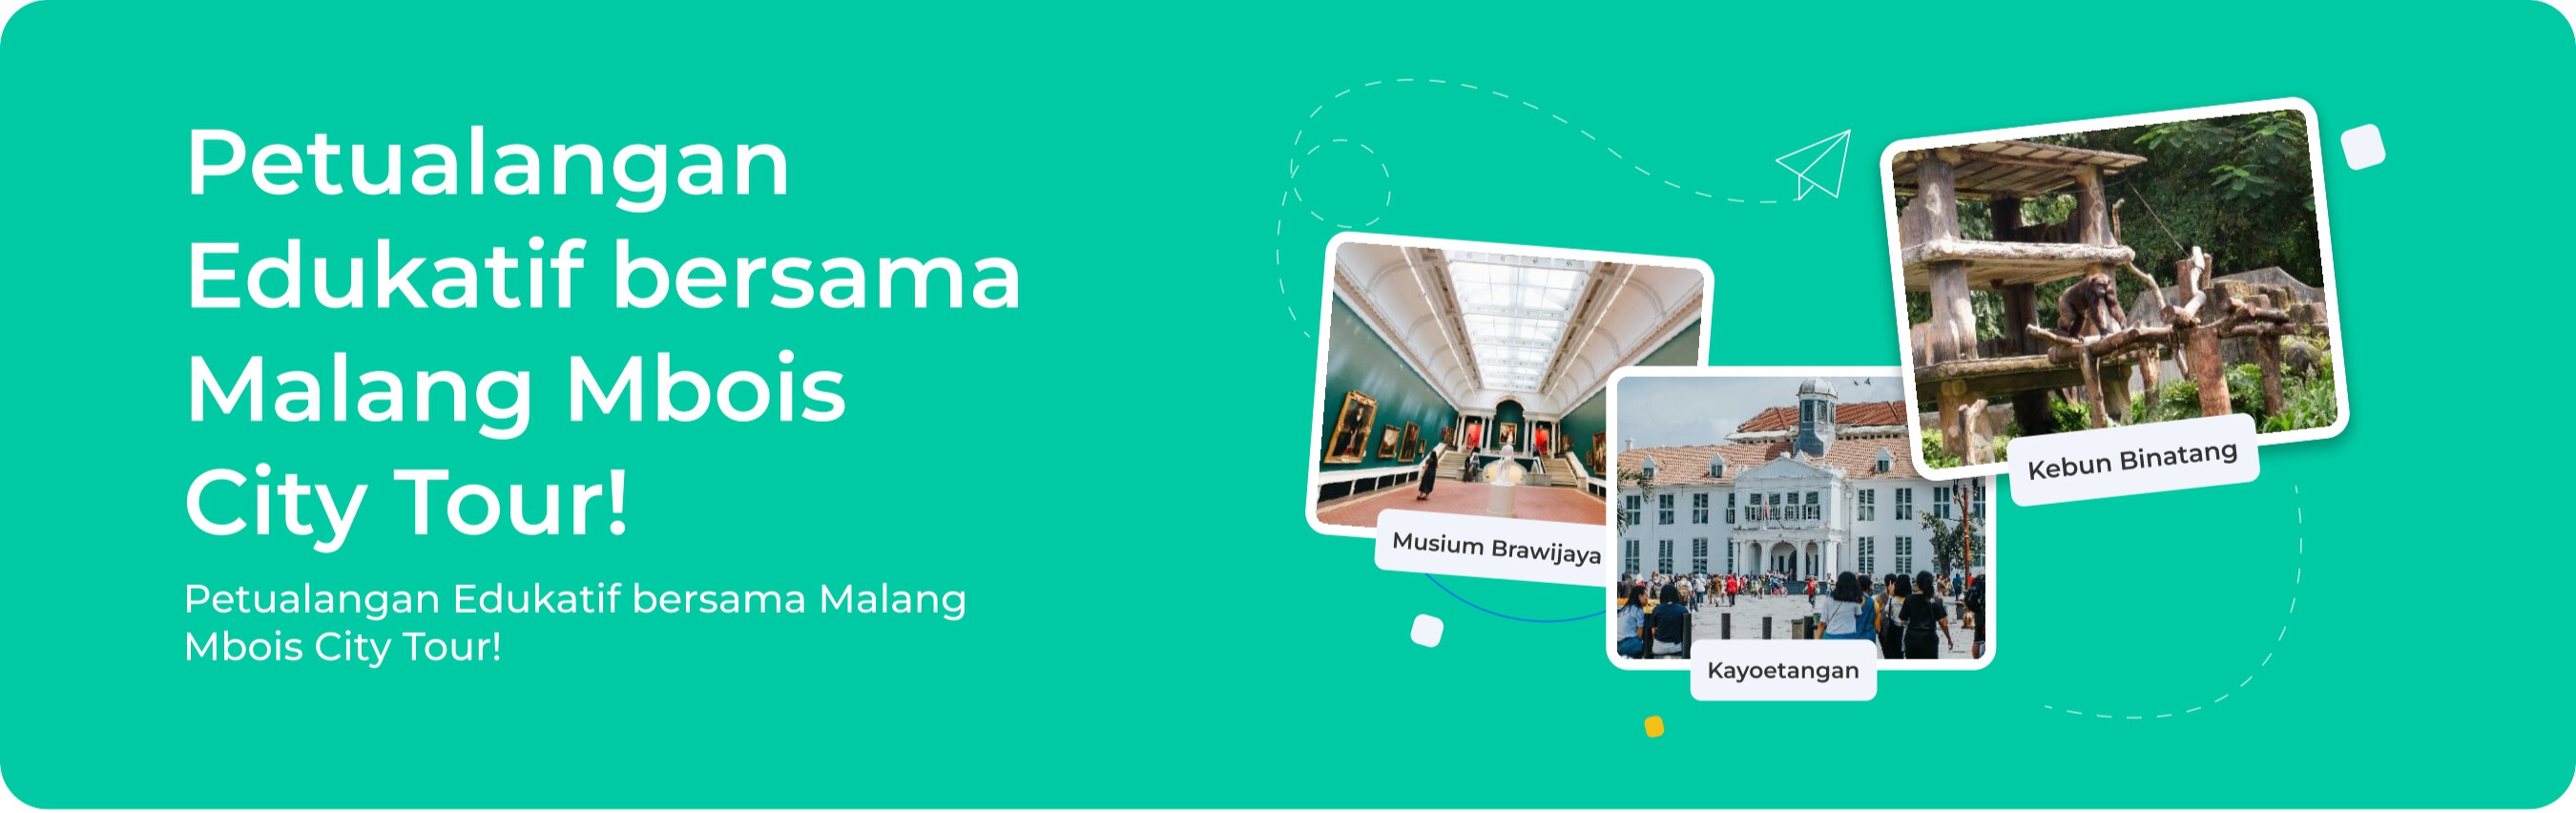 Petualangan
Edukatif bersama
Malang Mbois
City Tour!
Petualangan Edukatif bersama Malang
Mbois City Tour!
Musium Brawijaya
Kayoetangan
Kebun Binatang